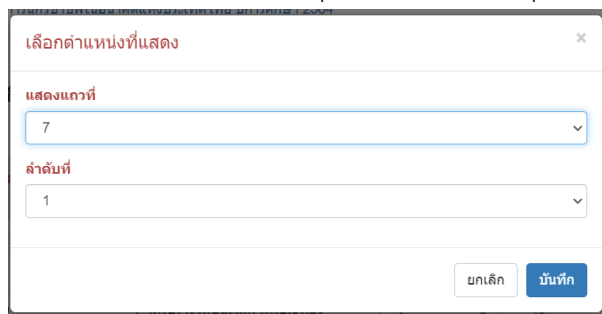 เลือกตำแหน่งที่แสดง
×
แสดงแถวที่
7
ลำดับที่
1
ยกเลิก
บันทึก